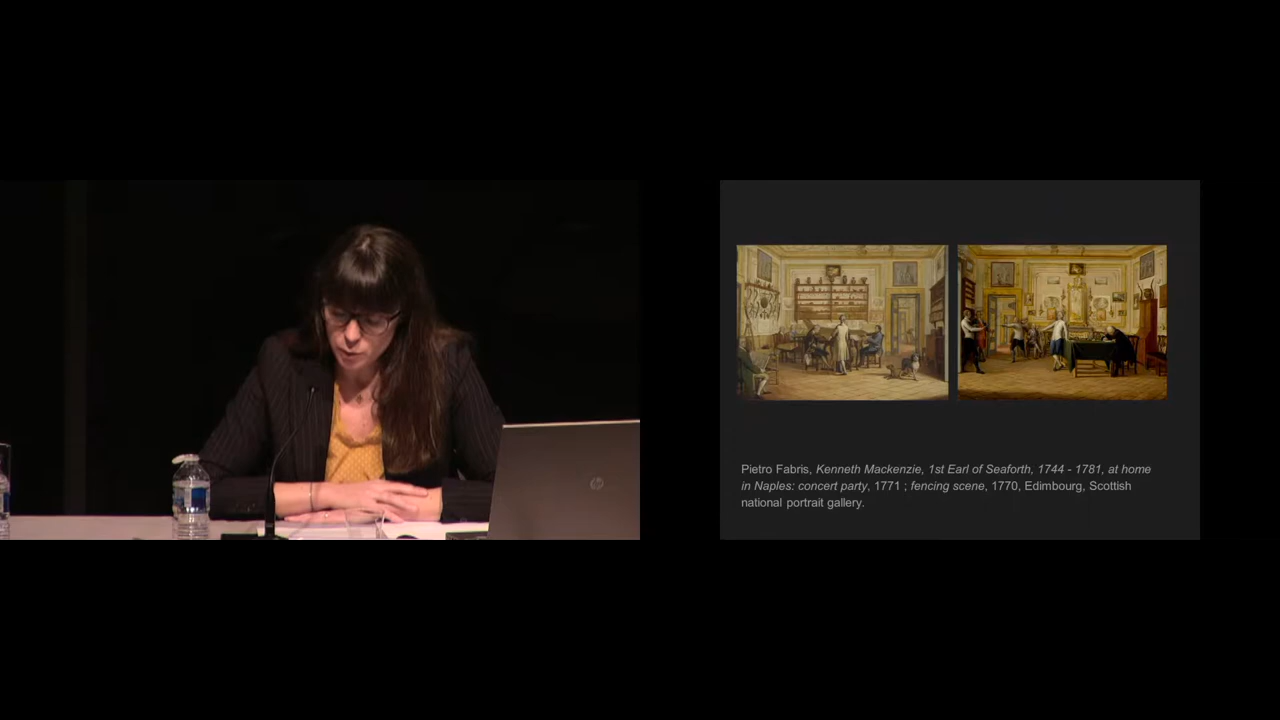 Pietro Fabris, Kenneth Mackenzie, 1st Earl of Seaforth, 1744 - 1781, at home
in Naples: concert party, 1771 ; fencing scene, 1770, Edimbourg, Scottish
national portrait gallery.
hp